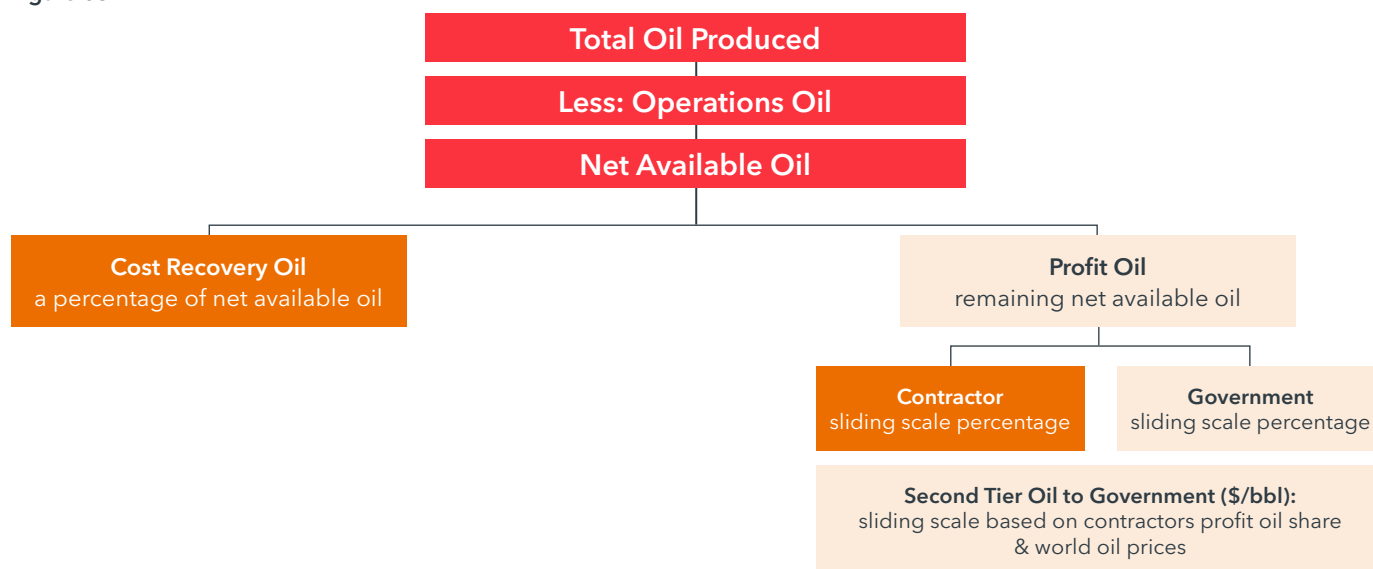 Total Oil Produced
Less: Operations Oil
Net Available Oil
Cost Recovery Oil
a percentage of net available oil
Profit Oil
remaining net available oil
Contractor
sliding scale percentage
Government
sliding scale percentage
Second Tier Oil to Government ($/bbl):
sliding scale based on contractors profit oil share
& world oil prices